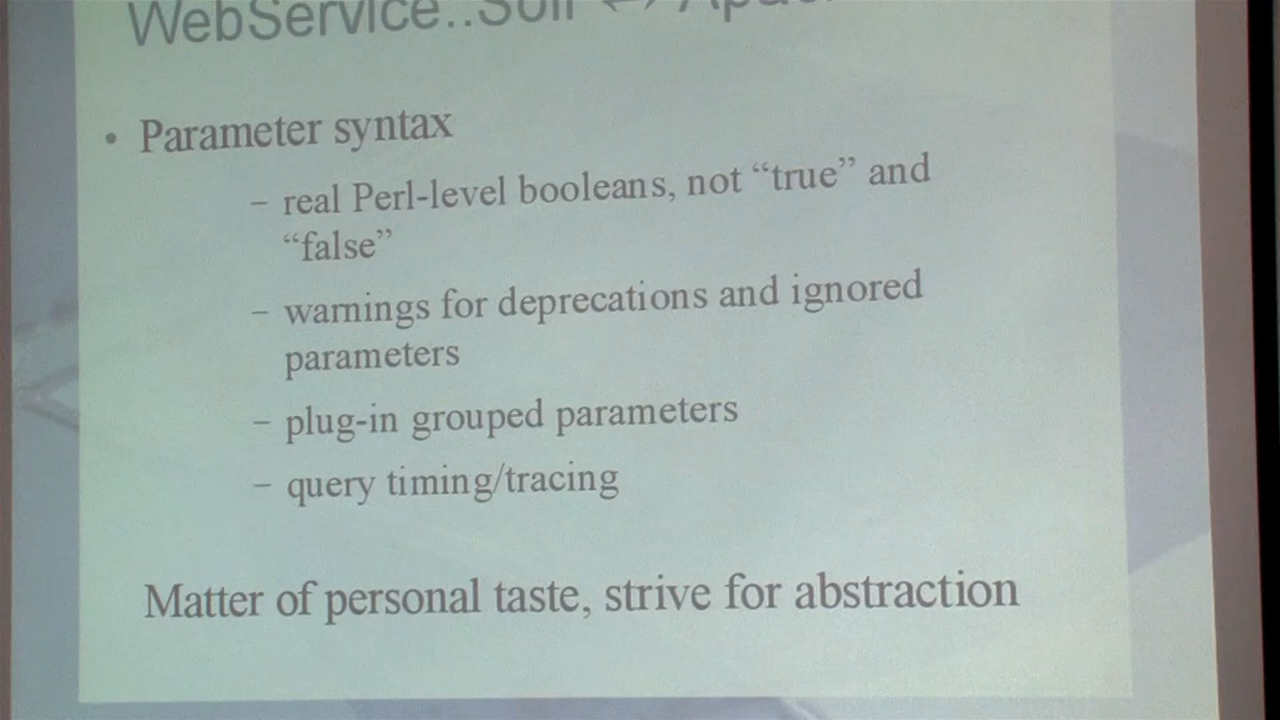 • Parameter syntax
– real Perl-level booleans, not “true” and
“false”
– warnings for deprecations and ignored
parameters
– plug-in grouped parameters
– query timing/tracing
Matter of personal taste, strive for abstraction